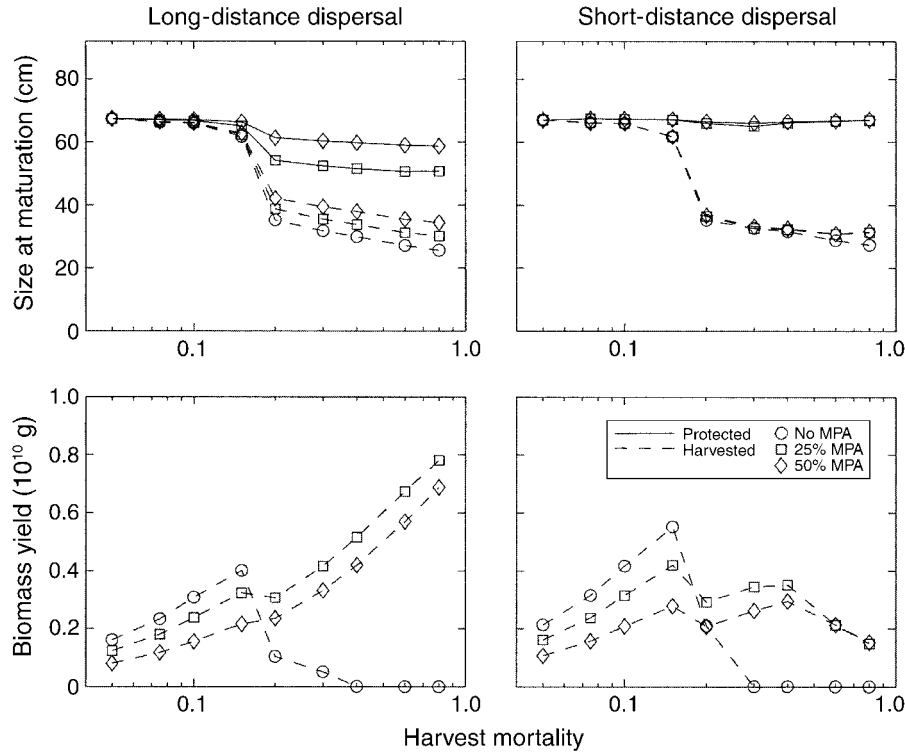 Long-distance dispersal
Short-distance dispersal
Size at maturation (cm)
80
60
40
20
0
0.1
1.0
0.1
1.0
Biomass yield (10¹⁰ g)
1.0
0.8
0.6
0.4
0.2
0
0.1
1.0
0.1
1.0
Protected
Harvested
No MPA
25% MPA
50% MPA
Harvest mortality